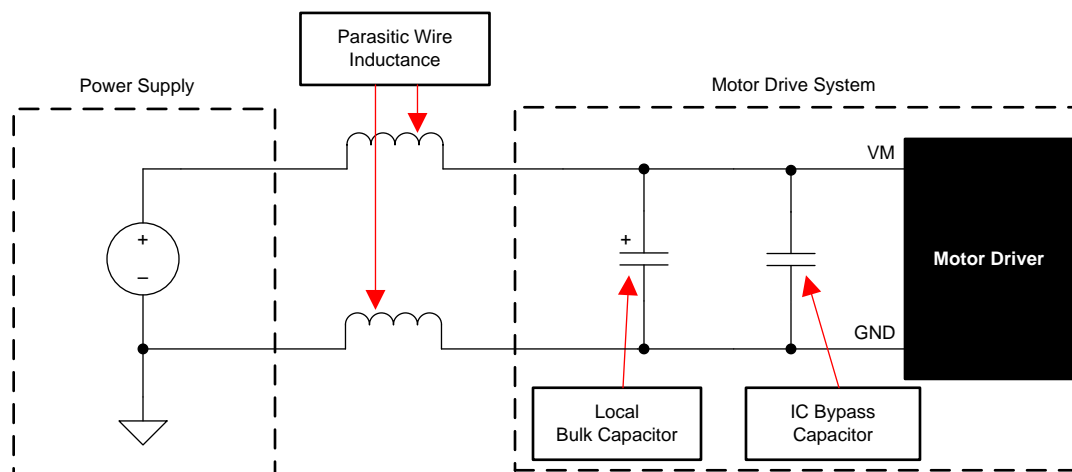 Parasitic Wire
Inductance
Power Supply
Motor Drive System
VM
+
+
–
Motor Driver
GND
Local
Bulk Capacitor
IC Bypass
Capacitor